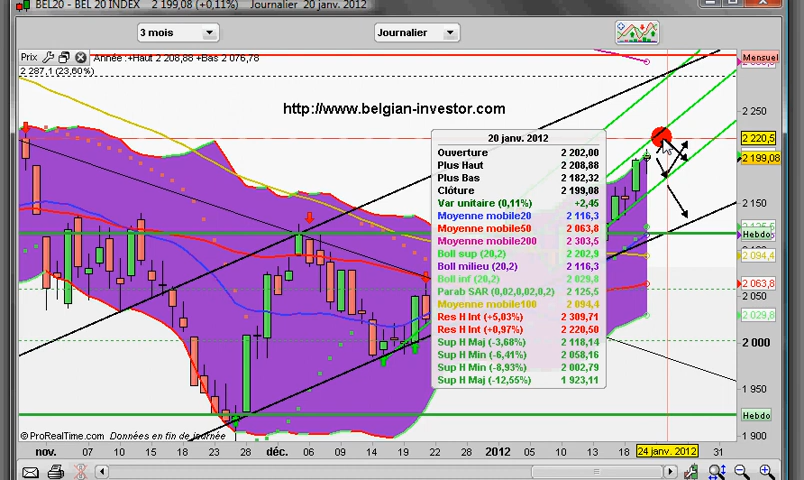 BEL20 - BEL 20 INDEX 2 199,08 (+0,11%) Journalier 20 janv. 2012
3 mois
Journalier
Prix
Année : +Haut 2 208,88 +Bas 2 076,78
Mensuel
2 287,1 (23,60%)
http://www.belgian-investor.com
2 250
2 220,5
2 199,08
2 150
Hebdo
2 094,4
2 063,8
2 050
2 029,8
2 000
1 950
Hebdo
1 900
20 janv. 2012
Ouverture 2 202,00
Plus Haut 2 208,88
Plus Bas 2 182,32
Clôture 2 199,08
Var unitaire (0,11%) +2,45
Moyenne mobile20 2 116,3
Moyenne mobile50 2 063,8
Moyenne mobile200 2 303,5
Boll sup (20,2) 2 202,9
Boll milieu (20,2) 2 116,3
Boll inf (20,2) 2 029,8
Parab SAR (0,02,0,02,0,2) 2 125,5
Moyenne mobile100 2 094,4
Res H Int (+5,03%) 2 309,71
Res H Int (+0,97%) 2 220,50
Sup H Maj (-3,68%) 2 118,14
Sup H Min (-6,41%) 2 058,16
Sup H Min (-8,93%) 2 002,79
Sup H Maj (-12,55%) 1 923,11
© ProRealTime.com Données en fin de journée
nov. 07 10 15 18 23 28 déc. 06 09 14 19 22 28 2012 05 10 13 18 24 janv. 2012 31